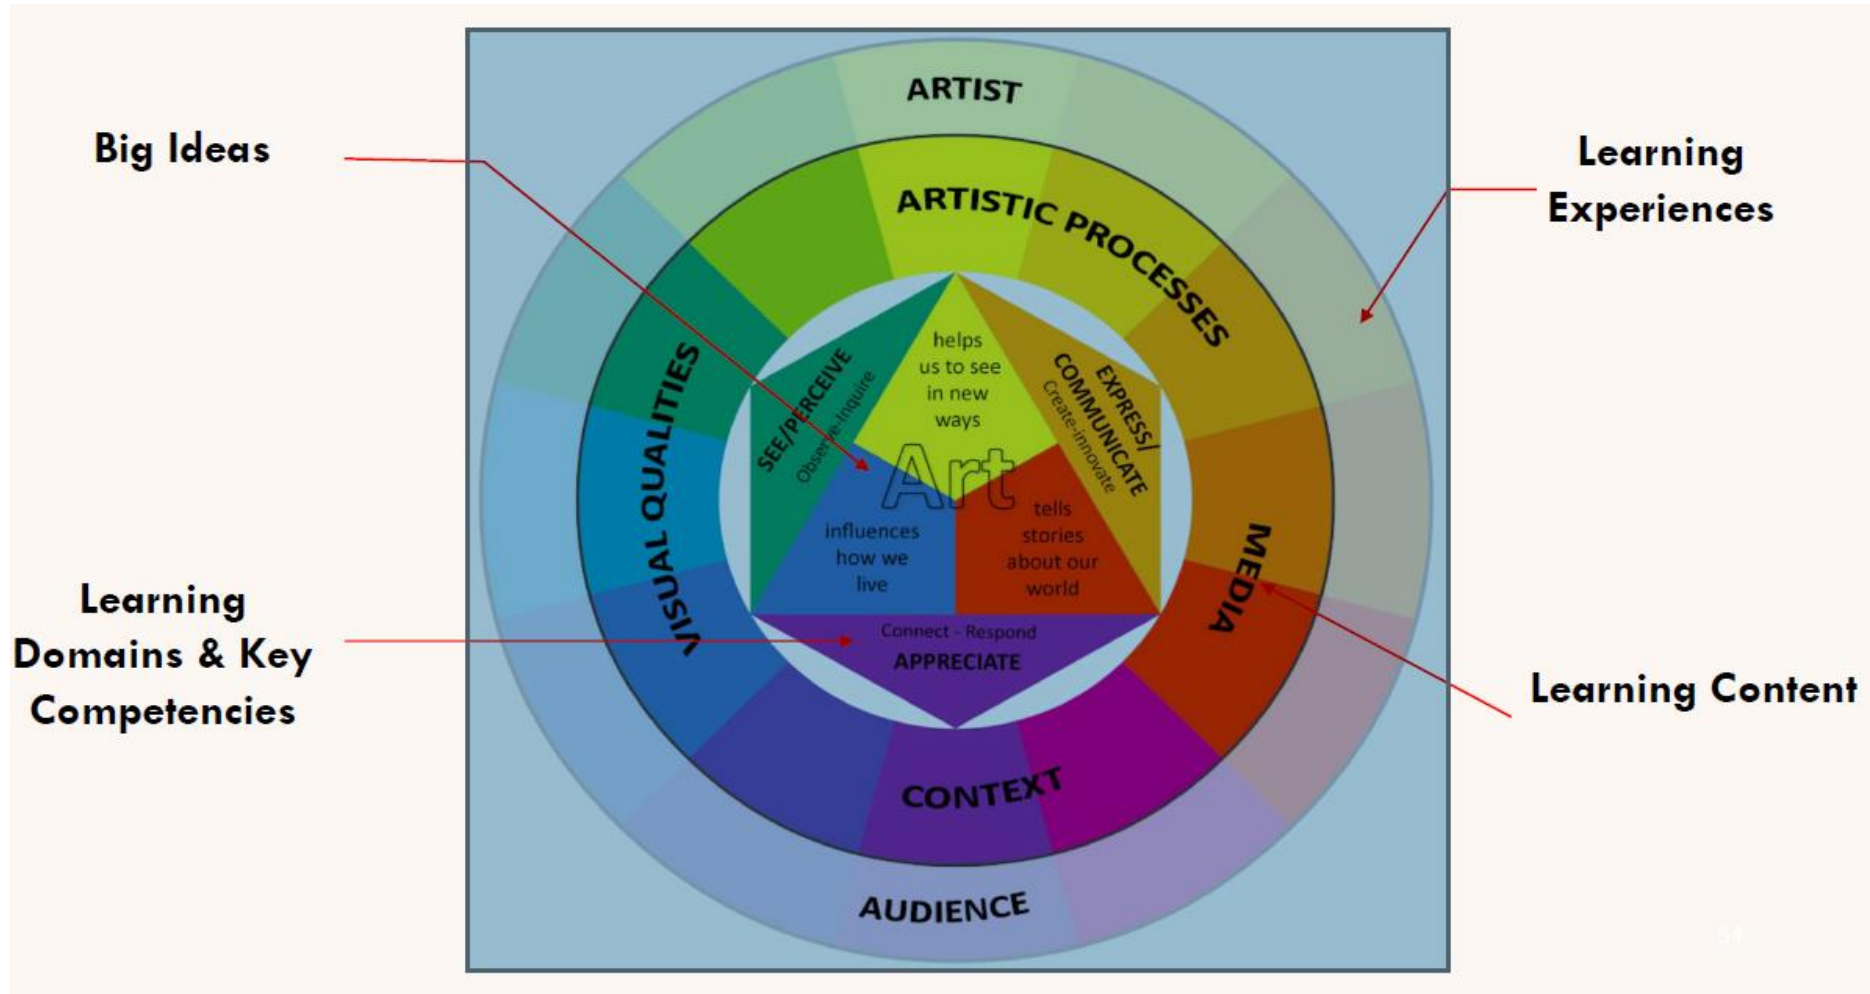 Big Ideas
Learning
Domains & Key
Competencies
ARTIST
ARTISTIC PROCESSES
VISUAL QUALITIES
SEE/PERCEIVE
Observe-Inquire
helps
us to see
in new
ways
EXPRESS/
COMMUNICATE
Create-innovate
Art
influences
how we
live
tells
stories
about our
world
Connect - Respond
APPRECIATE
MEDIA
CONTEXT
AUDIENCE
Learning
Experiences
Learning Content
54